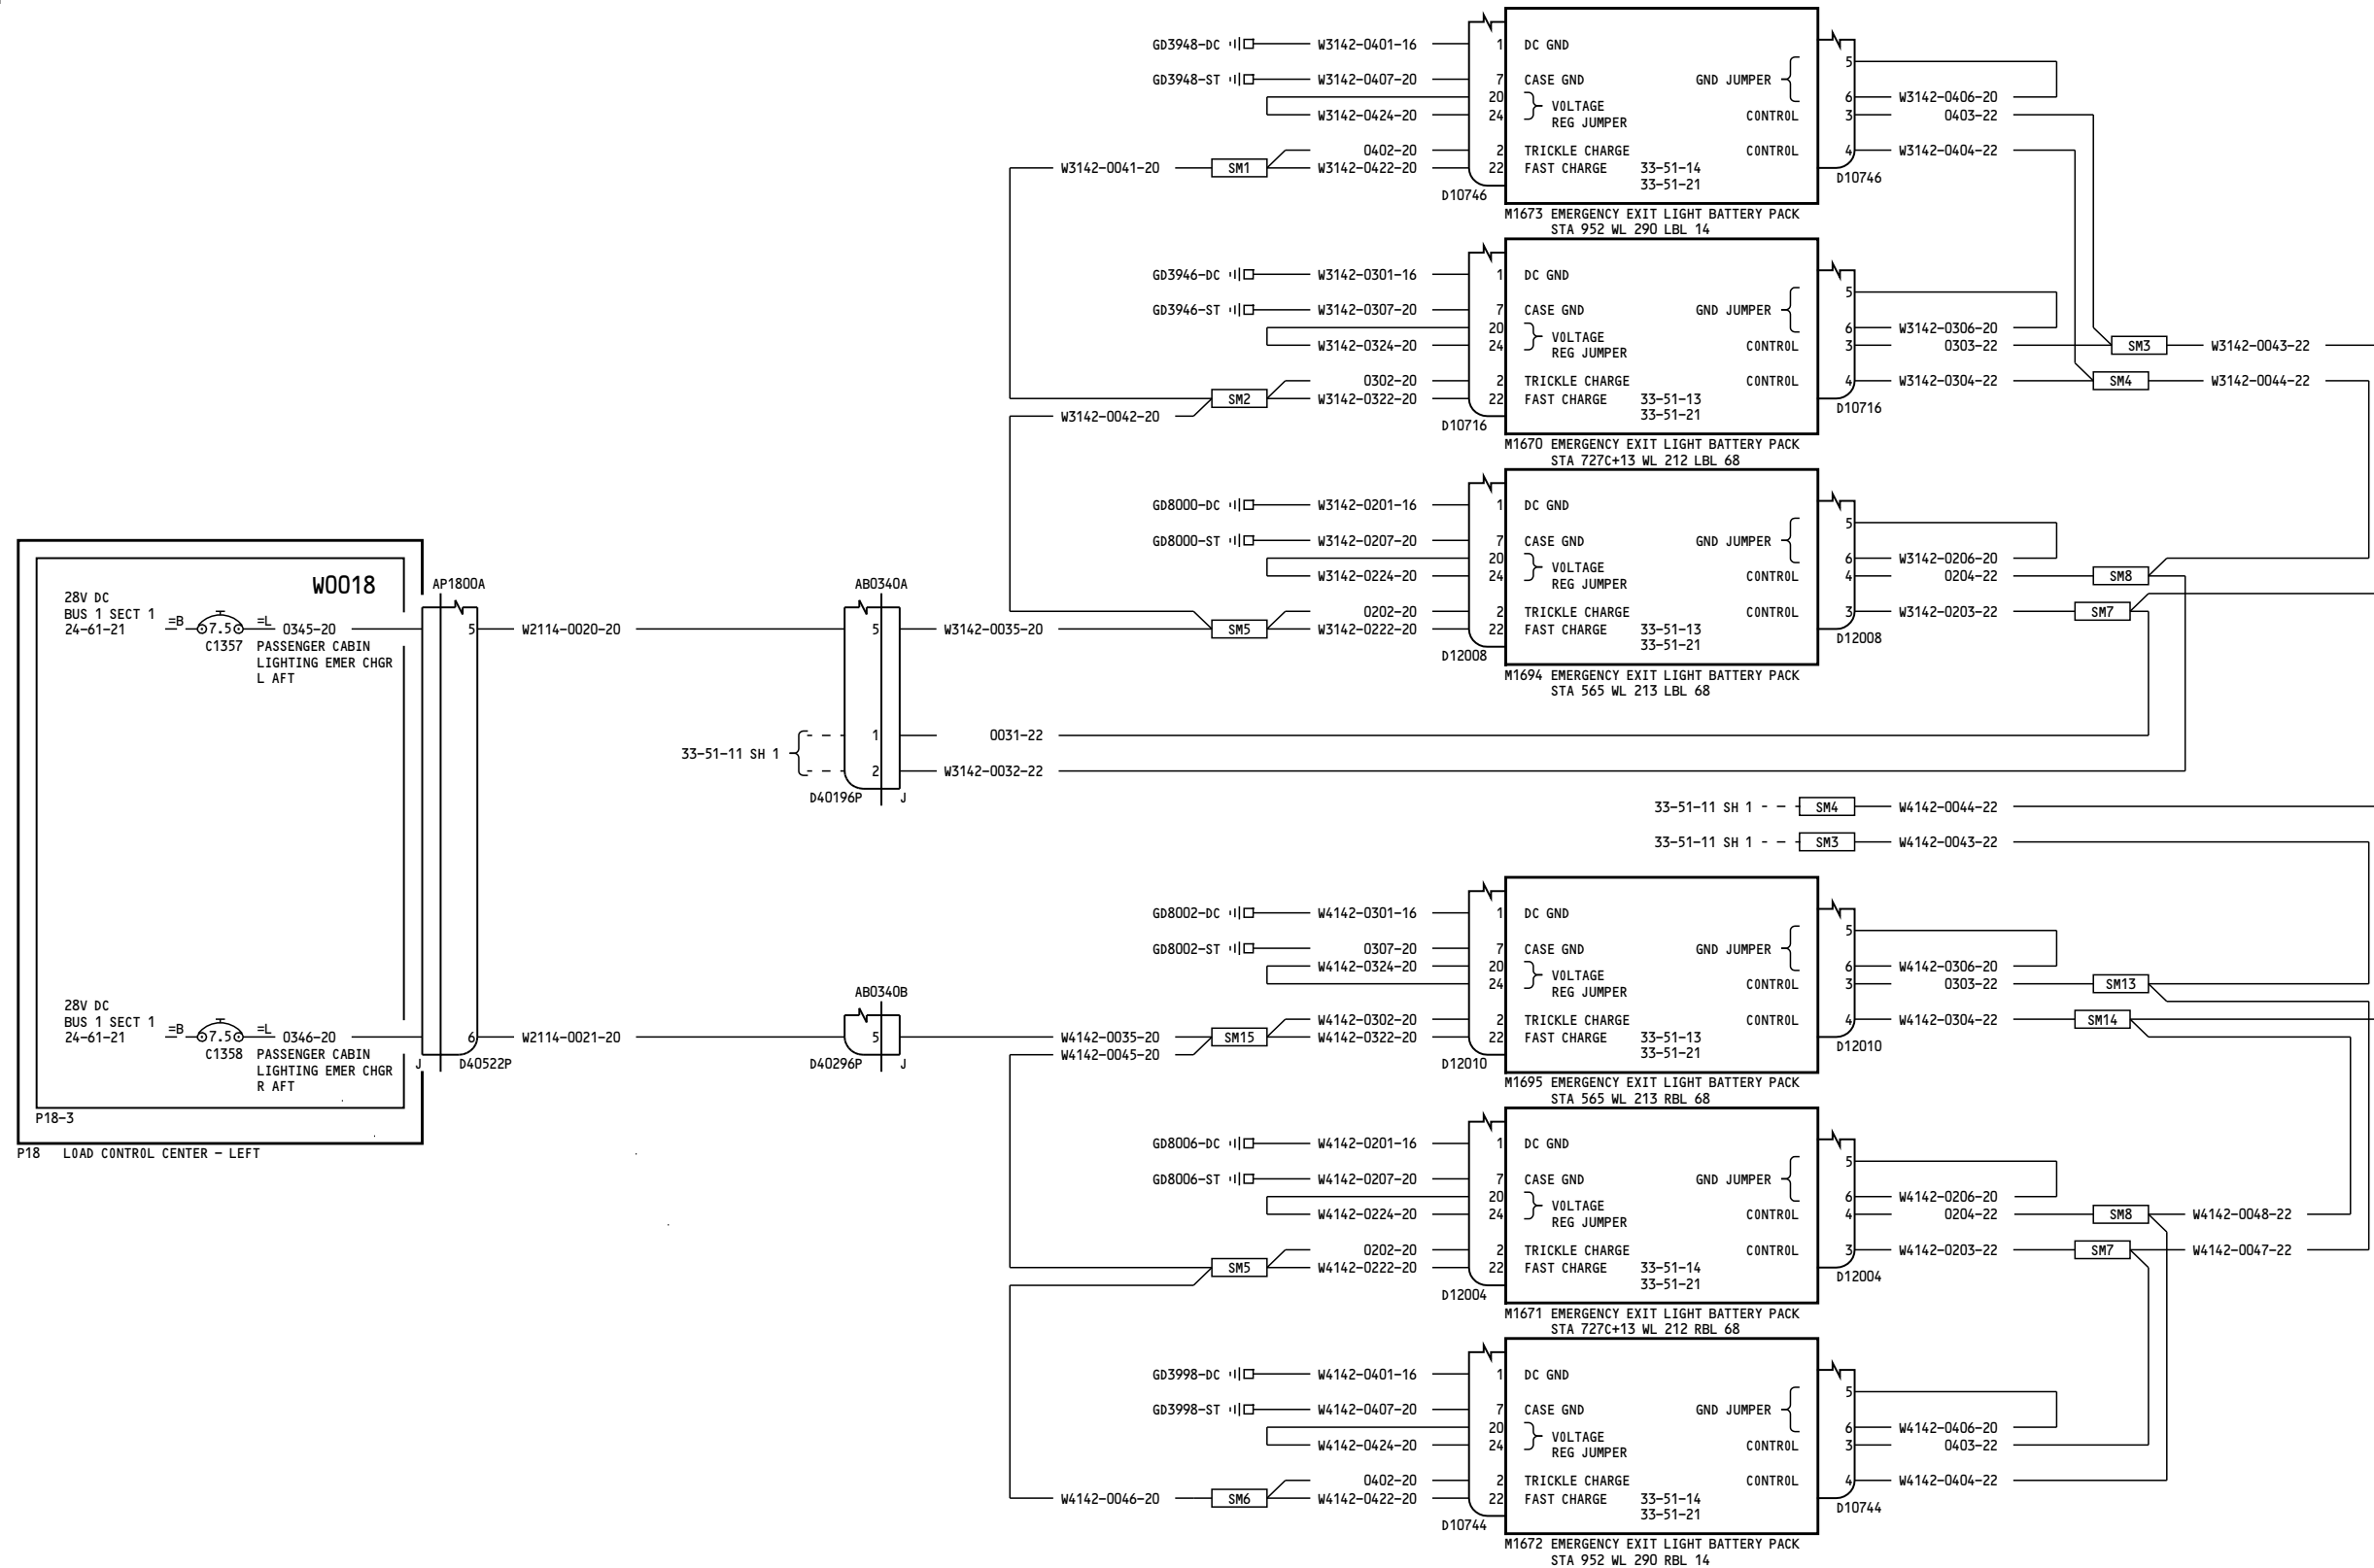 GD3948-DC W3142-0401-16 1 DC GND
5
GD3948-ST W3142-0407-20 7 CASE GND GND JUMPER
20 6 W3142-0406-20
VOLTAGE
W3142-0424-20 24 CONTROL 3 0403-22
REG JUMPER
0402-20 2 TRICKLE CHARGE CONTROL 4 W3142-0404-22
W3142-0041-20 SM1 W3142-0422-20 22 FAST CHARGE 33-51-14
33-51-21
D10746 D10746
M1673 EMERGENCY EXIT LIGHT BATTERY PACK
STA 952 WL 290 LBL 14
GD3946-DC W3142-0301-16 1 DC GND
5
GD3946-ST W3142-0307-20 7 CASE GND GND JUMPER
20 6 W3142-0306-20
VOLTAGE
W3142-0324-20 24 CONTROL 3 0303-22 SM3 W3142-0043-22
REG JUMPER
0302-20 2 TRICKLE CHARGE CONTROL 4 W3142-0304-22 SM4 W3142-0044-22
SM2 W3142-0322-20 22 FAST CHARGE 33-51-13
W3142-0042-20 33-51-21
D10716 D10716
M1670 EMERGENCY EXIT LIGHT BATTERY PACK
STA 727C+13 WL 212 LBL 68
GD8000-DC W3142-0201-16 1 DC GND
5
GD8000-ST W3142-0207-20 7 CASE GND GND JUMPER
20 6 W3142-0206-20
VOLTAGE
W3142-0224-20 24 CONTROL 4 0204-22 SM8
REG JUMPER
0202-20 2 TRICKLE CHARGE CONTROL 3 W3142-0203-22 SM7
W0018 AP1800A AB0340A
28V DC
BUS 1 SECT 1
24-61-21 =B 7.5 =L 0345-20 5 W2114-0020-20 5 W3142-0035-20 SM5 W3142-0222-20 22 FAST CHARGE 33-51-13
33-51-21
C1357 PASSENGER CABIN
LIGHTING EMER CHGR
L AFT
D12008 D12008
M1694 EMERGENCY EXIT LIGHT BATTERY PACK
STA 565 WL 213 LBL 68
1 0031-22
33-51-11 SH 1
2 W3142-0032-22
D40196P J
33-51-11 SH 1 SM4 W4142-0044-22
33-51-11 SH 1 SM3 W4142-0043-22
GD8002-DC W4142-0301-16 1 DC GND
5
GD8002-ST 0307-20 7 CASE GND GND JUMPER
W4142-0324-20 20 6 W4142-0306-20
VOLTAGE
24 CONTROL 3 0303-22 SM13
REG JUMPER
W4142-0302-20 2 TRICKLE CHARGE CONTROL 4 W4142-0304-22 SM14
AB0340B
28V DC
BUS 1 SECT 1
24-61-21 =B 7.5 =L 0346-20 6 W2114-0021-20 5 W4142-0035-20 SM15 W4142-0322-20 22 FAST CHARGE 33-51-13
W4142-0045-20 33-51-21
C1358 PASSENGER CABIN
LIGHTING EMER CHGR
R AFT
J D40522P D40296P J D12010 D12010
M1695 EMERGENCY EXIT LIGHT BATTERY PACK
STA 565 WL 213 RBL 68
P18-3
P18 LOAD CONTROL CENTER - LEFT
GD8006-DC W4142-0201-16 1 DC GND
5
GD8006-ST W4142-0207-20 7 CASE GND GND JUMPER
20 6 W4142-0206-20
VOLTAGE
W4142-0224-20 24 CONTROL 4 0204-22 SM8 W4142-0048-22
REG JUMPER
0202-20 2 TRICKLE CHARGE CONTROL 3 W4142-0203-22 SM7 W4142-0047-22
SM5 W4142-0222-20 22 FAST CHARGE 33-51-14
33-51-21
D12004 D12004
M1671 EMERGENCY EXIT LIGHT BATTERY PACK
STA 727C+13 WL 212 RBL 68
GD3998-DC W4142-0401-16 1 DC GND
5
GD3998-ST W4142-0407-20 7 CASE GND GND JUMPER
20 6 W4142-0406-20
VOLTAGE
W4142-0424-20 24 CONTROL 3 0403-22
REG JUMPER
0402-20 2 TRICKLE CHARGE CONTROL 4 W4142-0404-22
W4142-0046-20 SM6 W4142-0422-20 22 FAST CHARGE 33-51-14
33-51-21
D10744 D10744
M1672 EMERGENCY EXIT LIGHT BATTERY PACK
STA 952 WL 290 RBL 14